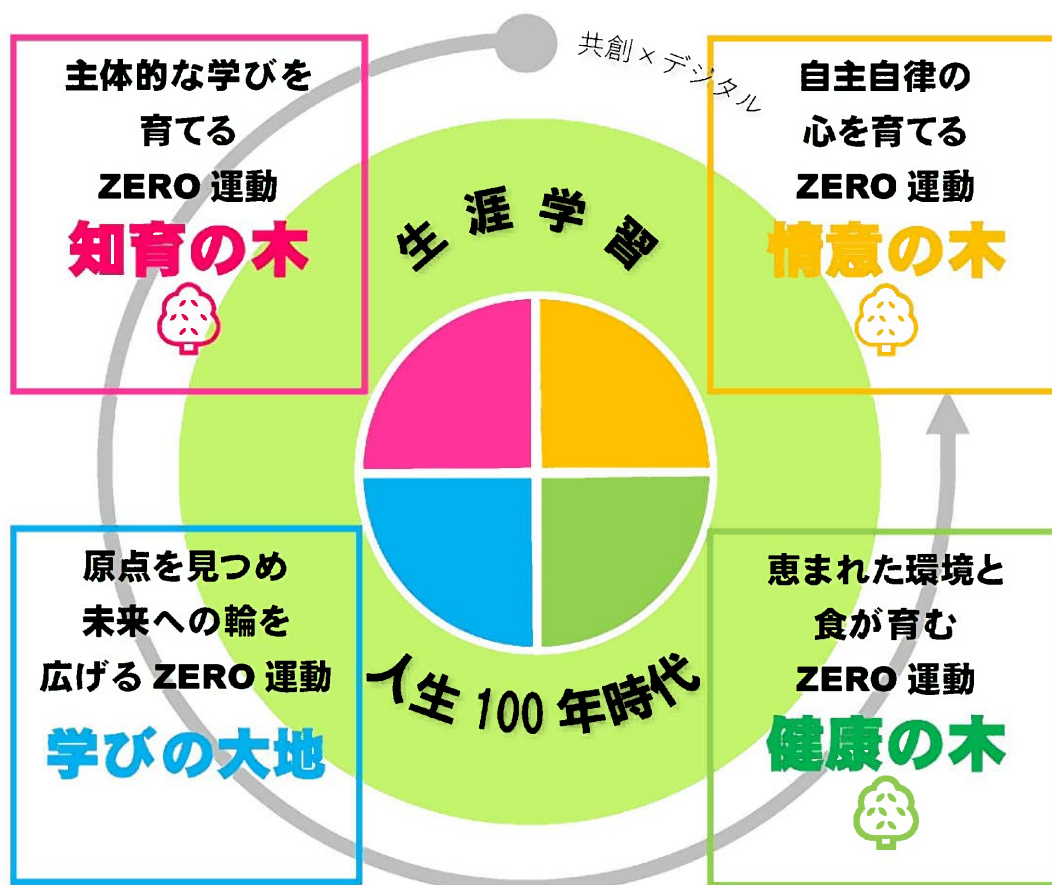 共創×デジタル
主体的な学びを
育てる
ZERO 運動
知育の木
自主自律の
心を育てる
ZERO 運動
情意の木
生涯学習
人生100年時代
原点を見つめ
未来への輪を
広げる ZERO 運動
学びの大地
恵まれた環境と
食が育む
ZERO 運動
健康の木